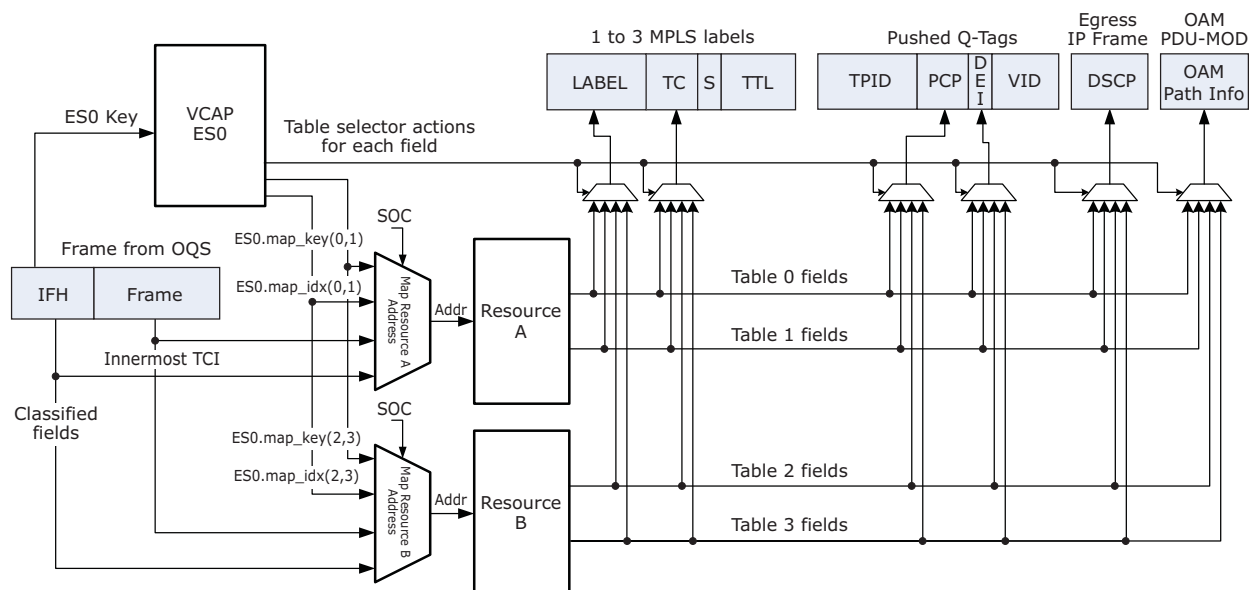 1 to 3 MPLS labels
Pushed Q-Tags
Egress
IP Frame
OAM
PDU-MOD
LABEL
TC
S
TTL
TPID
PCP
DEI
VID
DSCP
OAM
Path Info
VCAP
ES0
ES0 Key
Table selector actions
for each field
SOC
Frame from OQS
ES0.map_key(0,1)
IFH
Frame
ES0.map_idx(0,1)
Map Resource A
Address
Addr
Resource
A
Table 0 fields
Table 1 fields
Innermost TCI
Classified
fields
SOC
ES0.map_key(2,3)
ES0.map_idx(2,3)
Map Resource B
Address
Addr
Resource
B
Table 2 fields
Table 3 fields